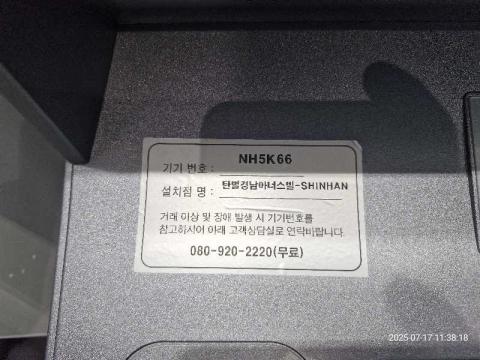 기기 번호 : NH5K66
설치점 명 : 탄벌경남아너스빌-SHINHAN
거래 이상 및 장애 발생 시 기기번호를
참고하시어 아래 고객상담실로 연락바랍니다.
080-920-2220(무료)
2025-07-17 11:38:18